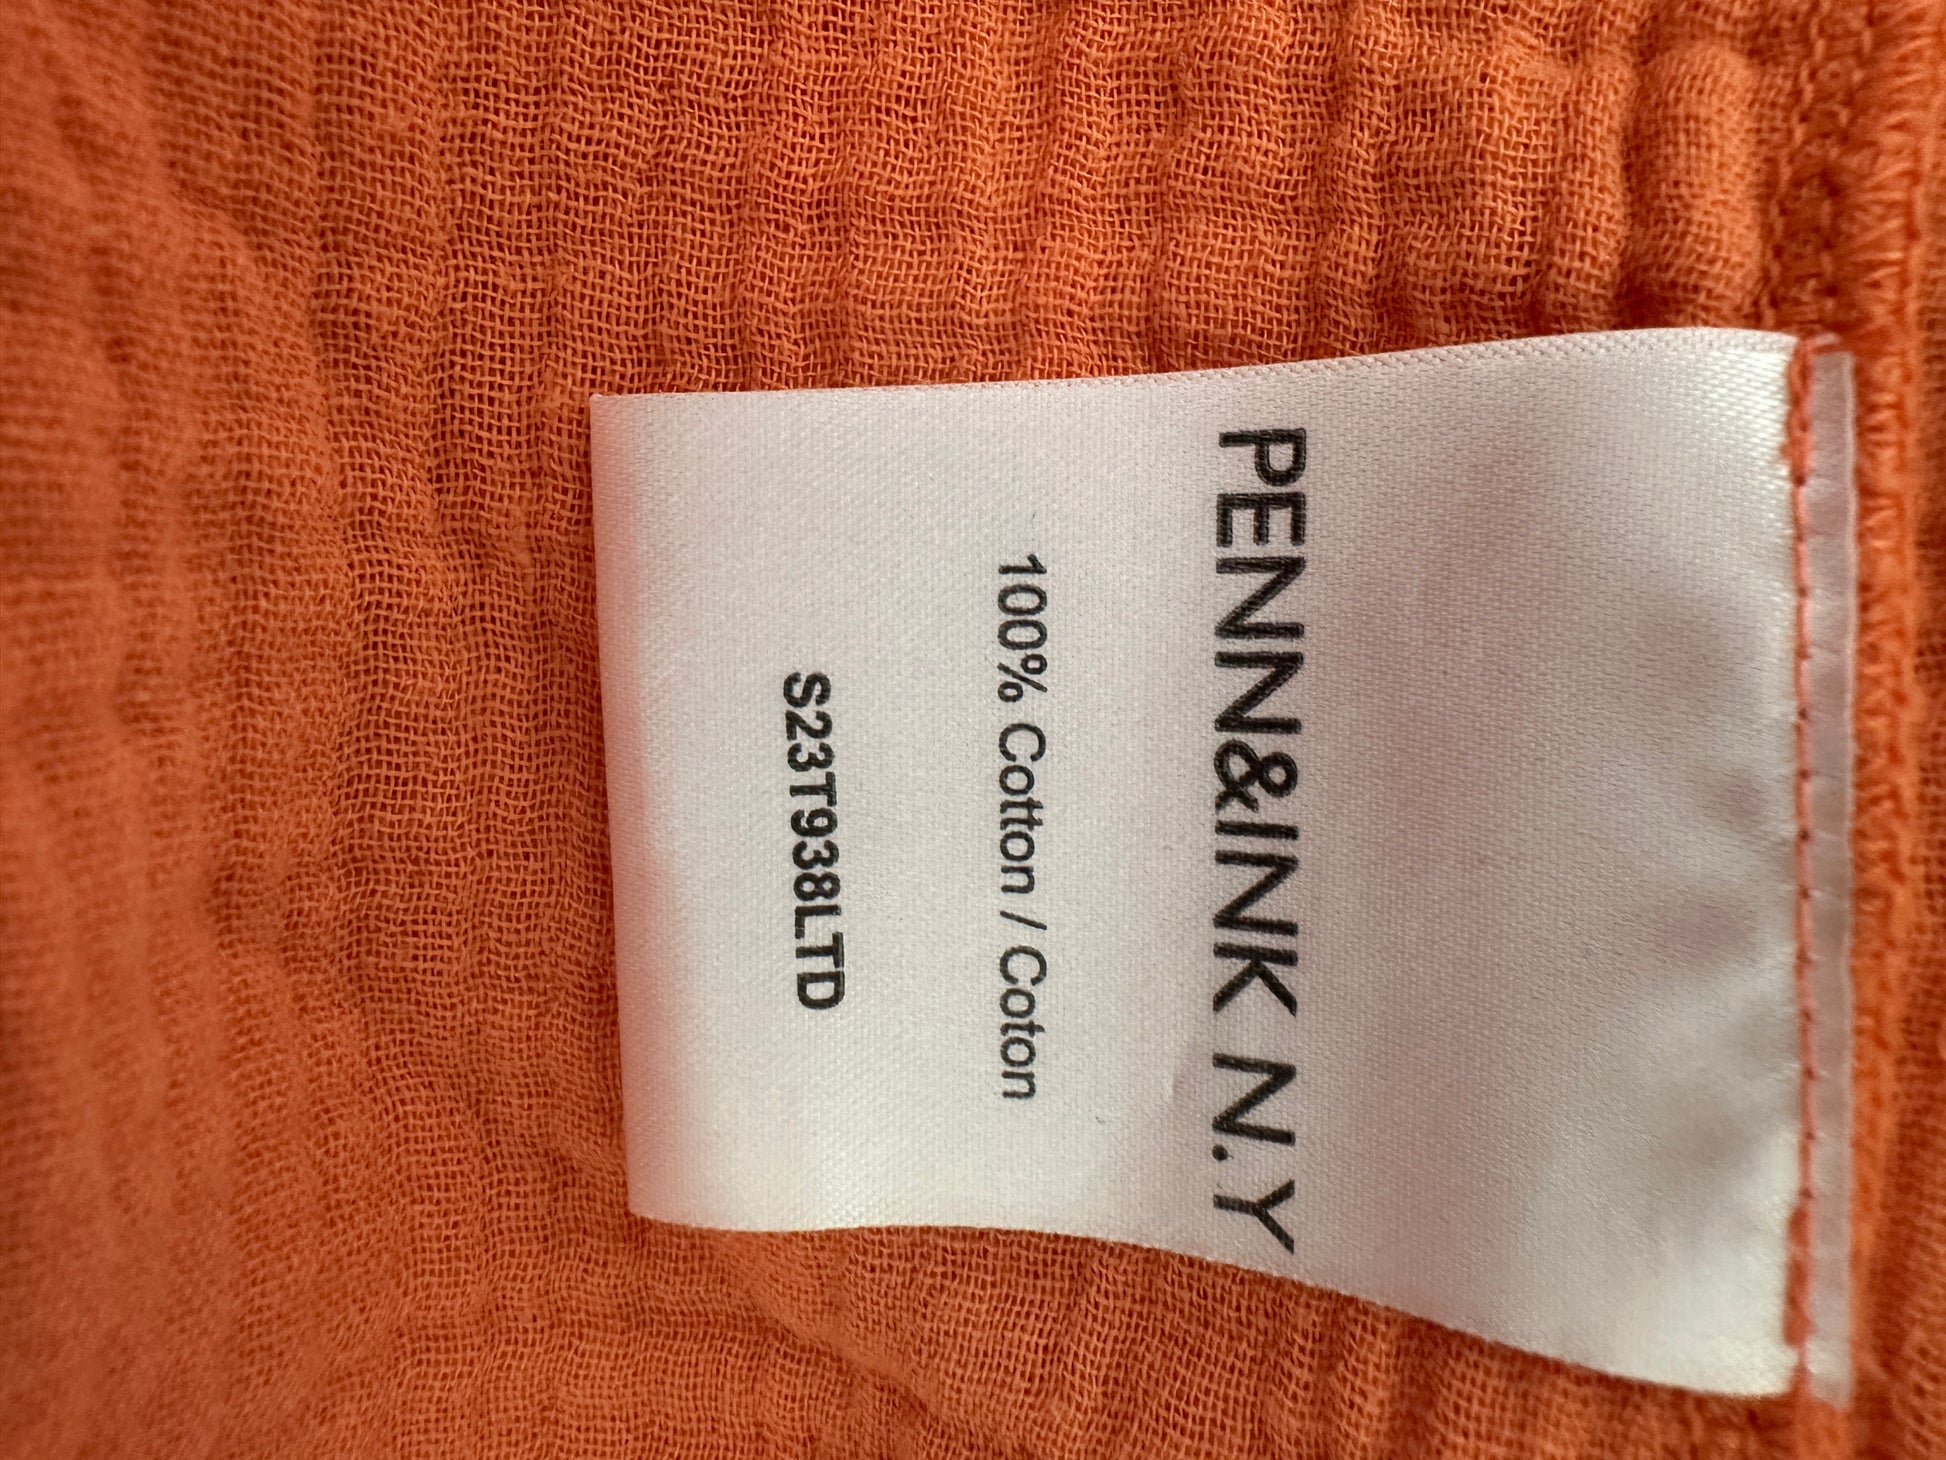 PENN&INK N.Y
100% Cotton / Coton
S23T938LTD